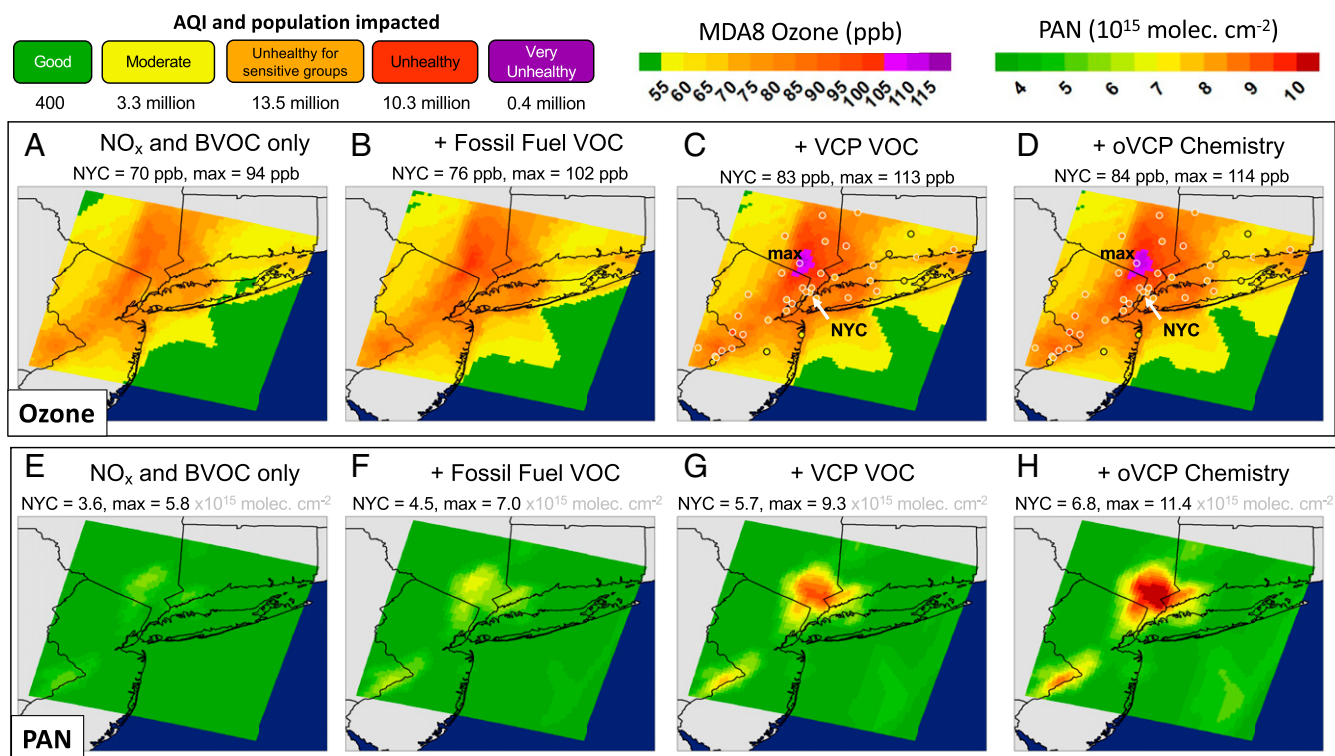 AQI and population impacted
Good
Moderate
Unhealthy for
sensitive groups
Unhealthy
Very
Unhealthy
400
3.3 million
13.5 million
10.3 million
0.4 million
MDA8 Ozone (ppb)
55 60 65 70 75 80 85 90 95 100 105 110 115
PAN (10¹⁵ molec. cm⁻²)
4 5 6 7 8 9 10
A
NOₓ and BVOC only
NYC = 70 ppb, max = 94 ppb
B
+ Fossil Fuel VOC
NYC = 76 ppb, max = 102 ppb
C
+ VCP VOC
NYC = 83 ppb, max = 113 ppb
max
NYC
D
+ oVCP Chemistry
NYC = 84 ppb, max = 114 ppb
max
NYC
Ozone
E
NOₓ and BVOC only
NYC = 3.6, max = 5.8 x10¹⁵ molec. cm⁻²
F
+ Fossil Fuel VOC
NYC = 4.5, max = 7.0 x10¹⁵ molec. cm⁻²
G
+ VCP VOC
NYC = 5.7, max = 9.3 x10¹⁵ molec. cm⁻²
H
+ oVCP Chemistry
NYC = 6.8, max = 11.4 x10¹⁵ molec. cm⁻²
PAN